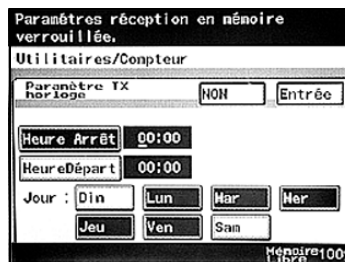 Paramétres réception en mémoire
verrouillée.
Utilitaires/Compteur
Paramètre TX
horloge
NON
Entrée
Heure Arrêt 00:00
HeureDépart 00:00
Jour : Din Lun Mar Mer
Jeu Ven Sam
Mémoire 100%
Libre